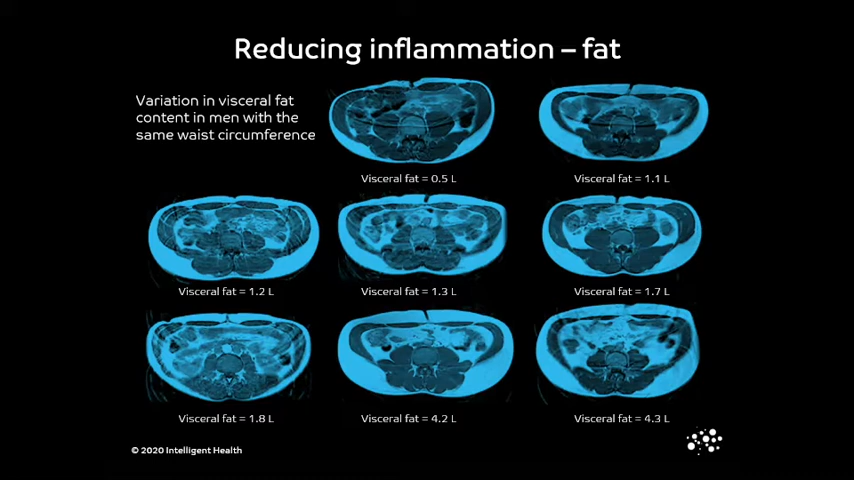 Reducing inflammation – fat
Variation in visceral fat
content in men with the
same waist circumference
Visceral fat = 0.5 L
Visceral fat = 1.1 L
Visceral fat = 1.2 L
Visceral fat = 1.3 L
Visceral fat = 1.7 L
Visceral fat = 1.8 L
Visceral fat = 4.2 L
Visceral fat = 4.3 L
© 2020 Intelligent Health